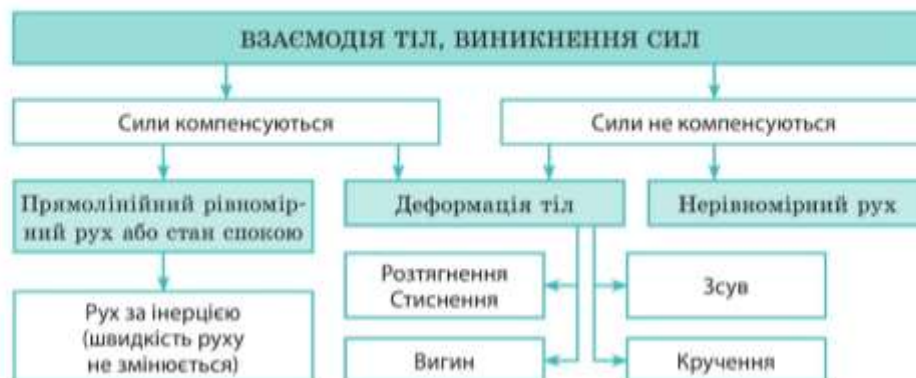 ВЗАЄМОДІЯ ТІЛ, ВИНИКНЕННЯ СИЛ
Сили компенсуються
Сили не компенсуються
Прямолінійний рівномір-
ний рух або стан спокою
Деформація тіл
Нерівномірний рух
Рух за інерцією
(швидкість руху
не змінюється)
Розтягнення
Стиснення
Зсув
Вигин
Кручення